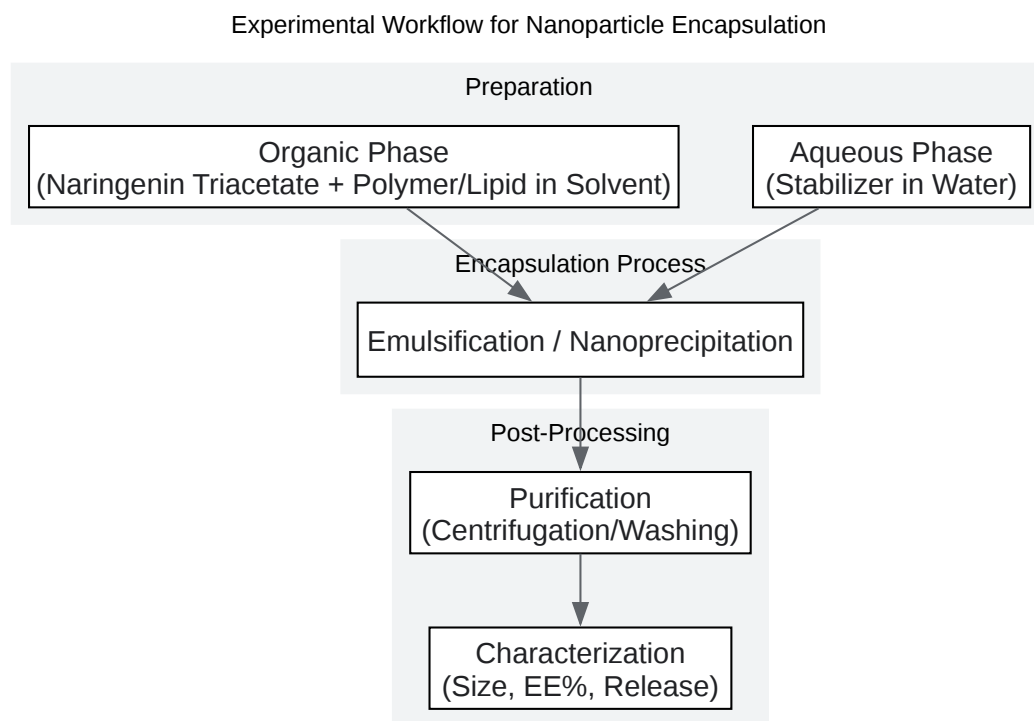 Experimental Workflow for Nanoparticle Encapsulation
Preparation
Organic Phase
(Naringenin Triacetate + Polymer/Lipid in Solvent)
Aqueous Phase
(Stabilizer in Water)
Encapsulation Process
Emulsification / Nanoprecipitation
Post-Processing
Purification
(Centrifugation/Washing)
Characterization
(Size, EE%, Release)